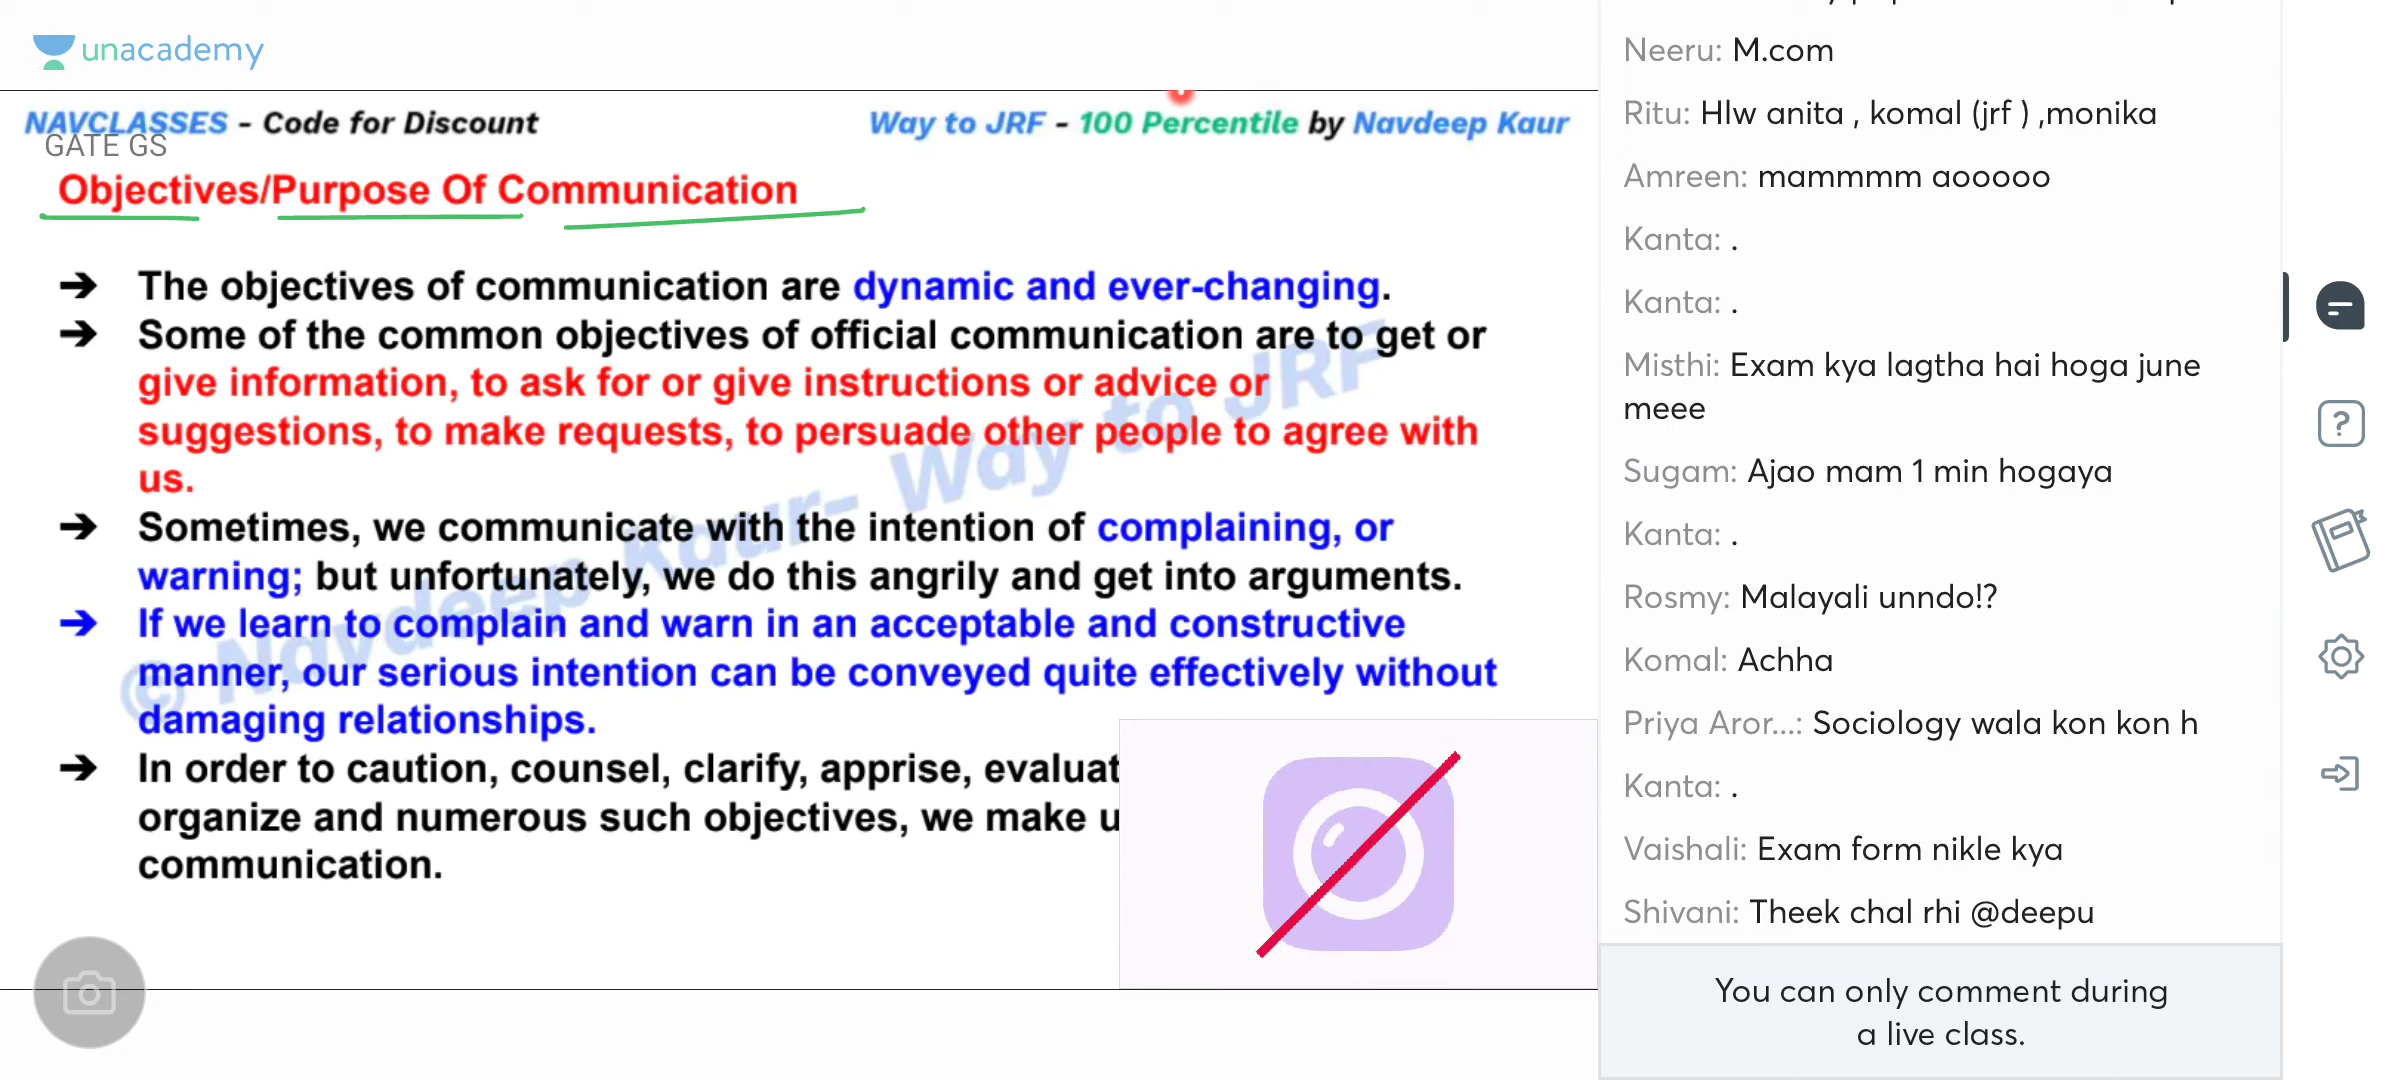 unacademy
NAVCLASSES - Code for Discount
Way to JRF - 100 Percentile by Navdeep Kaur
GATE GS
Objectives/Purpose Of Communication
➔ The objectives of communication are dynamic and ever-changing.
➔ Some of the common objectives of official communication are to get or
give information, to ask for or give instructions or advice or
suggestions, to make requests, to persuade other people to agree with
us.
➔ Sometimes, we communicate with the intention of complaining, or
warning; but unfortunately, we do this angrily and get into arguments.
➔ If we learn to complain and warn in an acceptable and constructive
manner, our serious intention can be conveyed quite effectively without
damaging relationships.
➔ In order to caution, counsel, clarify, apprise, evaluat
organize and numerous such objectives, we make u
communication.
© Navdeep Kaur- Way to JRF
Neeru: M.com
Ritu: Hlw anita , komal (jrf ) ,monika
Amreen: mammmm aooooo
Kanta: .
Kanta: .
Misthi: Exam kya lagtha hai hoga june
meee
Sugam: Ajao mam 1 min hogaya
Kanta: .
Rosmy: Malayali unndo!?
Komal: Achha
Priya Aror...: Sociology wala kon kon h
Kanta: .
Vaishali: Exam form nikle kya
Shivani: Theek chal rhi @deepu
You can only comment during
a live class.